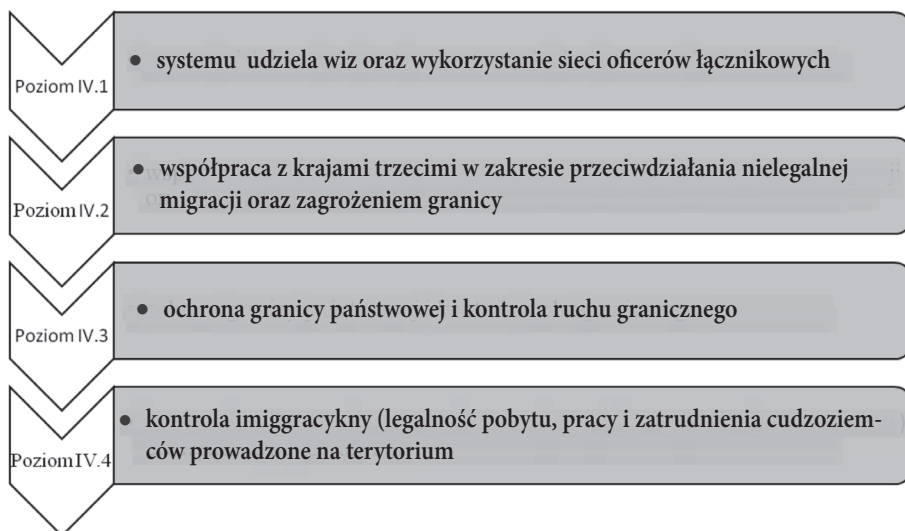 Poziom IV.1
• systemu udziela wiz oraz wykorzystanie sieci oficerów łącznikowych
Poziom IV.2
• współpraca z krajami trzecimi w zakresie przeciwdziałania nielegalnej
migracji oraz zagrożeniem granicy
Poziom IV.3
• ochrona granicy państwowej i kontrola ruchu granicznego
Poziom IV.4
• kontrola imiggracykny (legalność pobytu, pracy i zatrudnienia cudzoziem-
ców prowadzone na terytorium